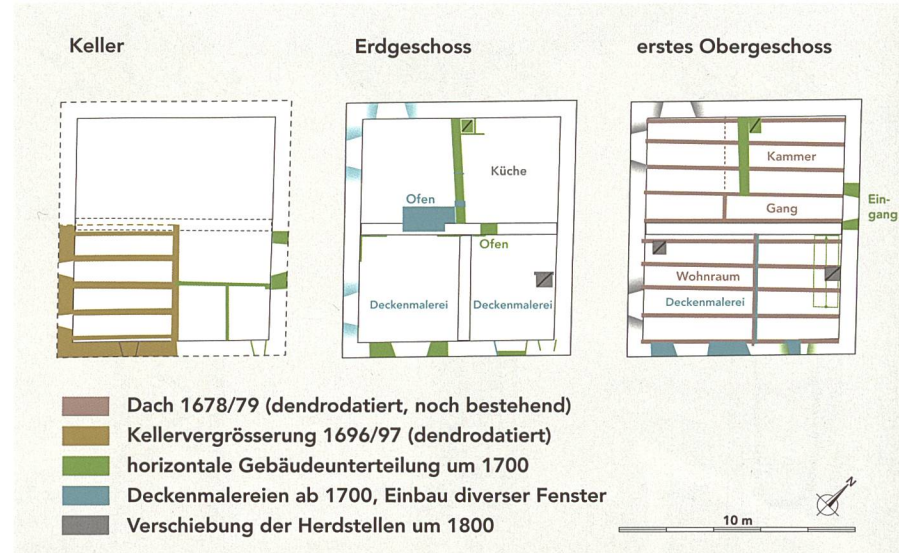 Keller
Erdgeschoss
erstes Obergeschoss
Küche
Ofen
Ofen
Deckenmalerei
Deckenmalerei
Kammer
Gang
Ein-
gang
Wohnraum
Deckenmalerei
Dach 1678/79 (dendrodatiert, noch bestehend)
Kellervergrösserung 1696/97 (dendrodatiert)
horizontale Gebäudeunterteilung um 1700
Deckenmalereien ab 1700, Einbau diverser Fenster
Verschiebung der Herdstellen um 1800
10 m
N